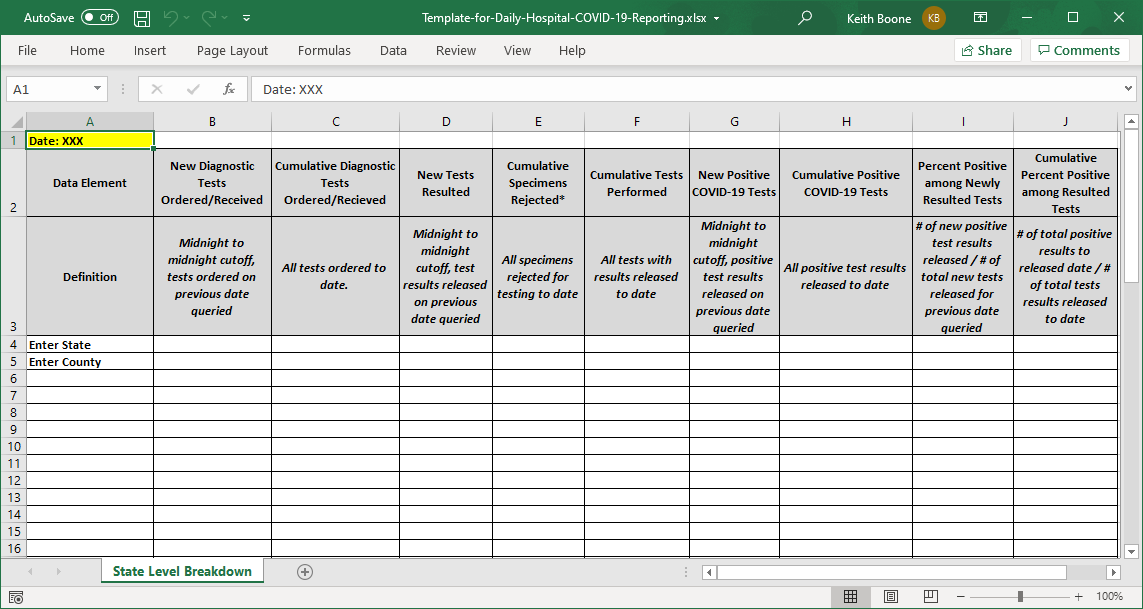 AutoSave Off Template-for-Daily-Hospital-COVID-19-Reporting.xlsx Keith Boone KB
File Home Insert Page Layout Formulas Data Review View Help Share Comments
A1 fx Date: XXX
A B C D E F G H I J
1 Date: XXX
2
Data Element
New Diagnostic
Tests
Ordered/Received
Cumulative Diagnostic
Tests
Ordered/Recieved
New Tests
Resulted
Cumulative
Specimens
Rejected*
Cumulative Tests
Performed
New Positive
COVID-19 Tests
Cumulative Positive
COVID-19 Tests
Percent Positive
among Newly
Resulted Tests
Cumulative
Percent Positive
among Resulted
Tests
3
Definition
Midnight to
midnight cutoff,
tests ordered on
previous date
queried
All tests ordered to
date.
Midnight to
midnight
cutoff, test
results released
on previous
date queried
All specimens
rejected for
testing to date
All tests with
results released
to date
Midnight to
midnight
cutoff, positive
test results
released on
previous date
queried
All positive test results
released to date
# of new positive
test results
released / # of
total new tests
released for
previous date
queried
# of total positive
results to
released date / #
of total tests
results released
to date
4 Enter State
5 Enter County
6
7
8
9
10
11
12
13
14
15
16
State Level Breakdown
100%